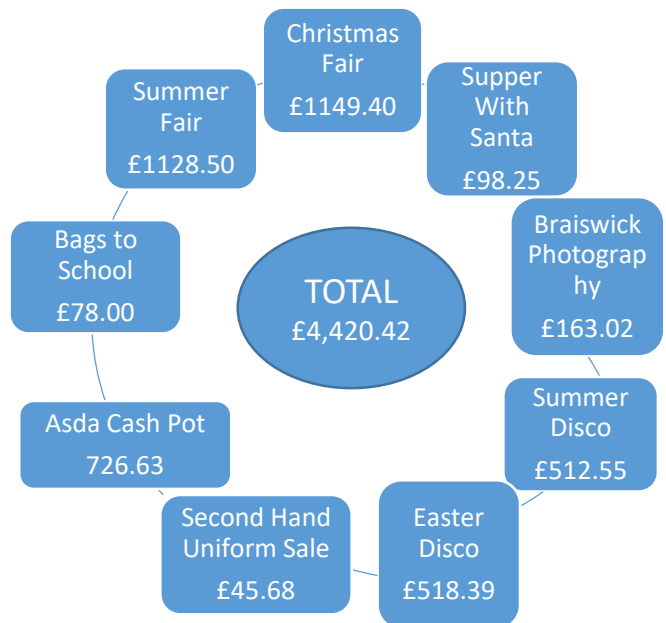 Christmas
Fair
£1149.40
Supper
With
Santa
£98.25
Braiswick
Photograp
hy
£163.02
Summer
Disco
£512.55
Easter
Disco
£518.39
Second Hand
Uniform Sale
£45.68
Asda Cash Pot
726.63
Bags to
School
£78.00
Summer
Fair
£1128.50
TOTAL
£4,420.42